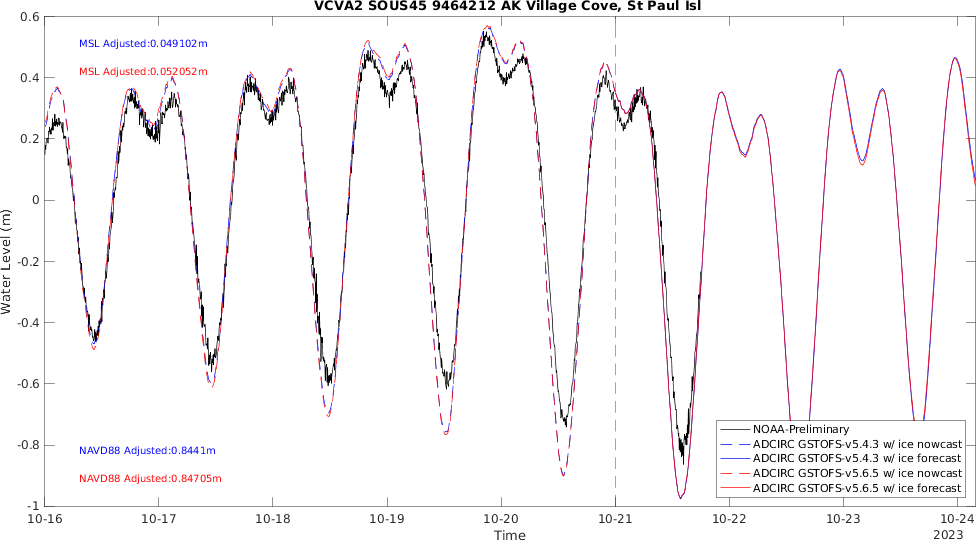 VCVA2 SOUS45 9464212 AK Village Cove, St Paul Isl
0.6
MSL Adjusted:0.049102m
MSL Adjusted:0.052052m
0.4
0.2
0
-0.2
-0.4
-0.6
-0.8
-1
Water Level (m)
NAVD88 Adjusted:0.8441m
NAVD88 Adjusted:0.84705m
NOAA-Preliminary
ADCIRC GSTOFS-v5.4.3 w/ ice nowcast
ADCIRC GSTOFS-v5.4.3 w/ ice forecast
ADCIRC GSTOFS-v5.6.5 w/ ice nowcast
ADCIRC GSTOFS-v5.6.5 w/ ice forecast
10-16 10-17 10-18 10-19 10-20 10-21 10-22 10-23 10-24
Time
2023